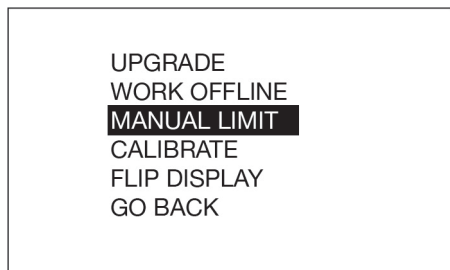 UPGRADE
WORK OFFLINE
MANUAL LIMIT
CALIBRATE
FLIP DISPLAY
GO BACK